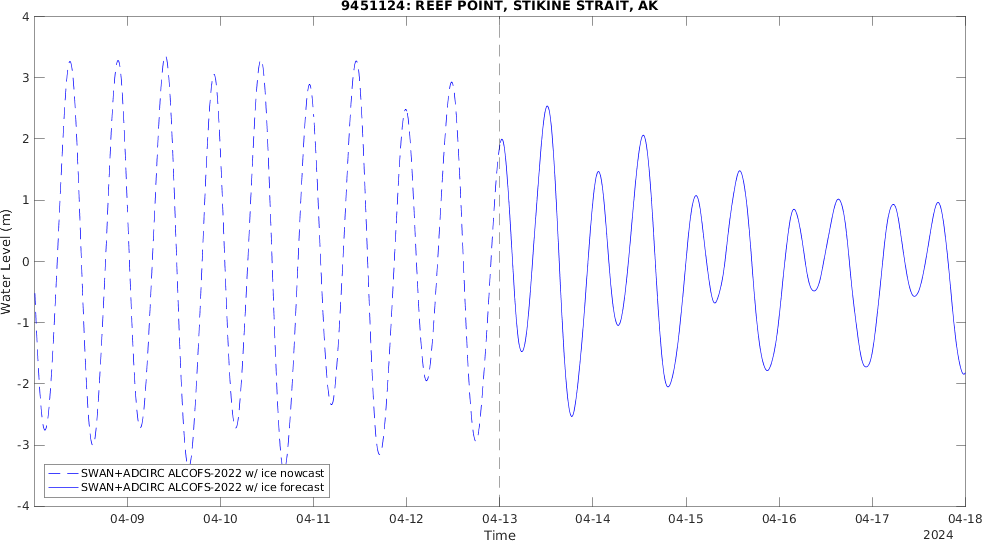 9451124: REEF POINT, STIKINE STRAIT, AK
4
3
2
1
0
-1
-2
-3
-4
Water Level (m)
SWAN+ADCIRC ALCOFS-2022 w/ ice nowcast
SWAN+ADCIRC ALCOFS-2022 w/ ice forecast
04-09 04-10 04-11 04-12 04-13 04-14 04-15 04-16 04-17 04-18
Time
2024